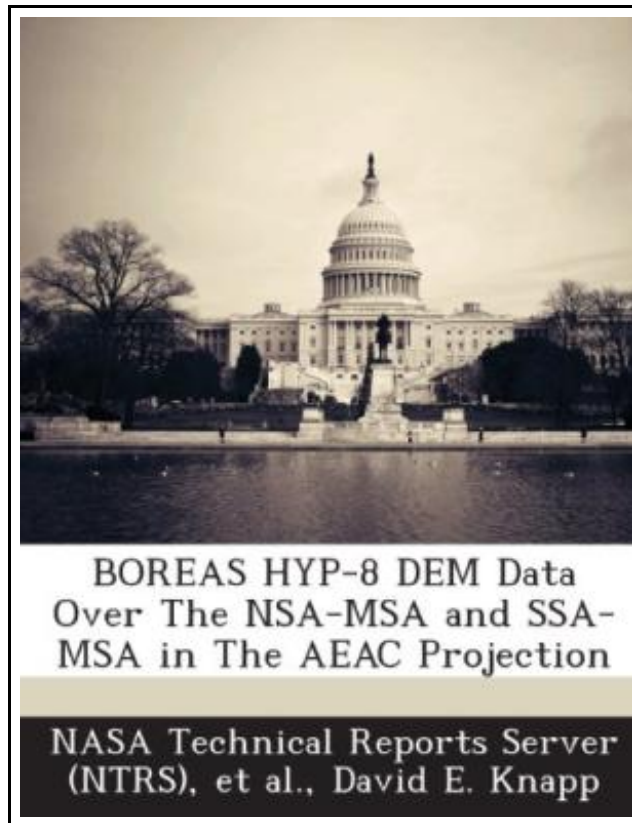 BOREAS HYP-8 DEM Data
Over The NSA-MSA and SSA-
MSA in The AEAC Projection
NASA Technical Reports Server
(NTRS), et al., David E. Knapp